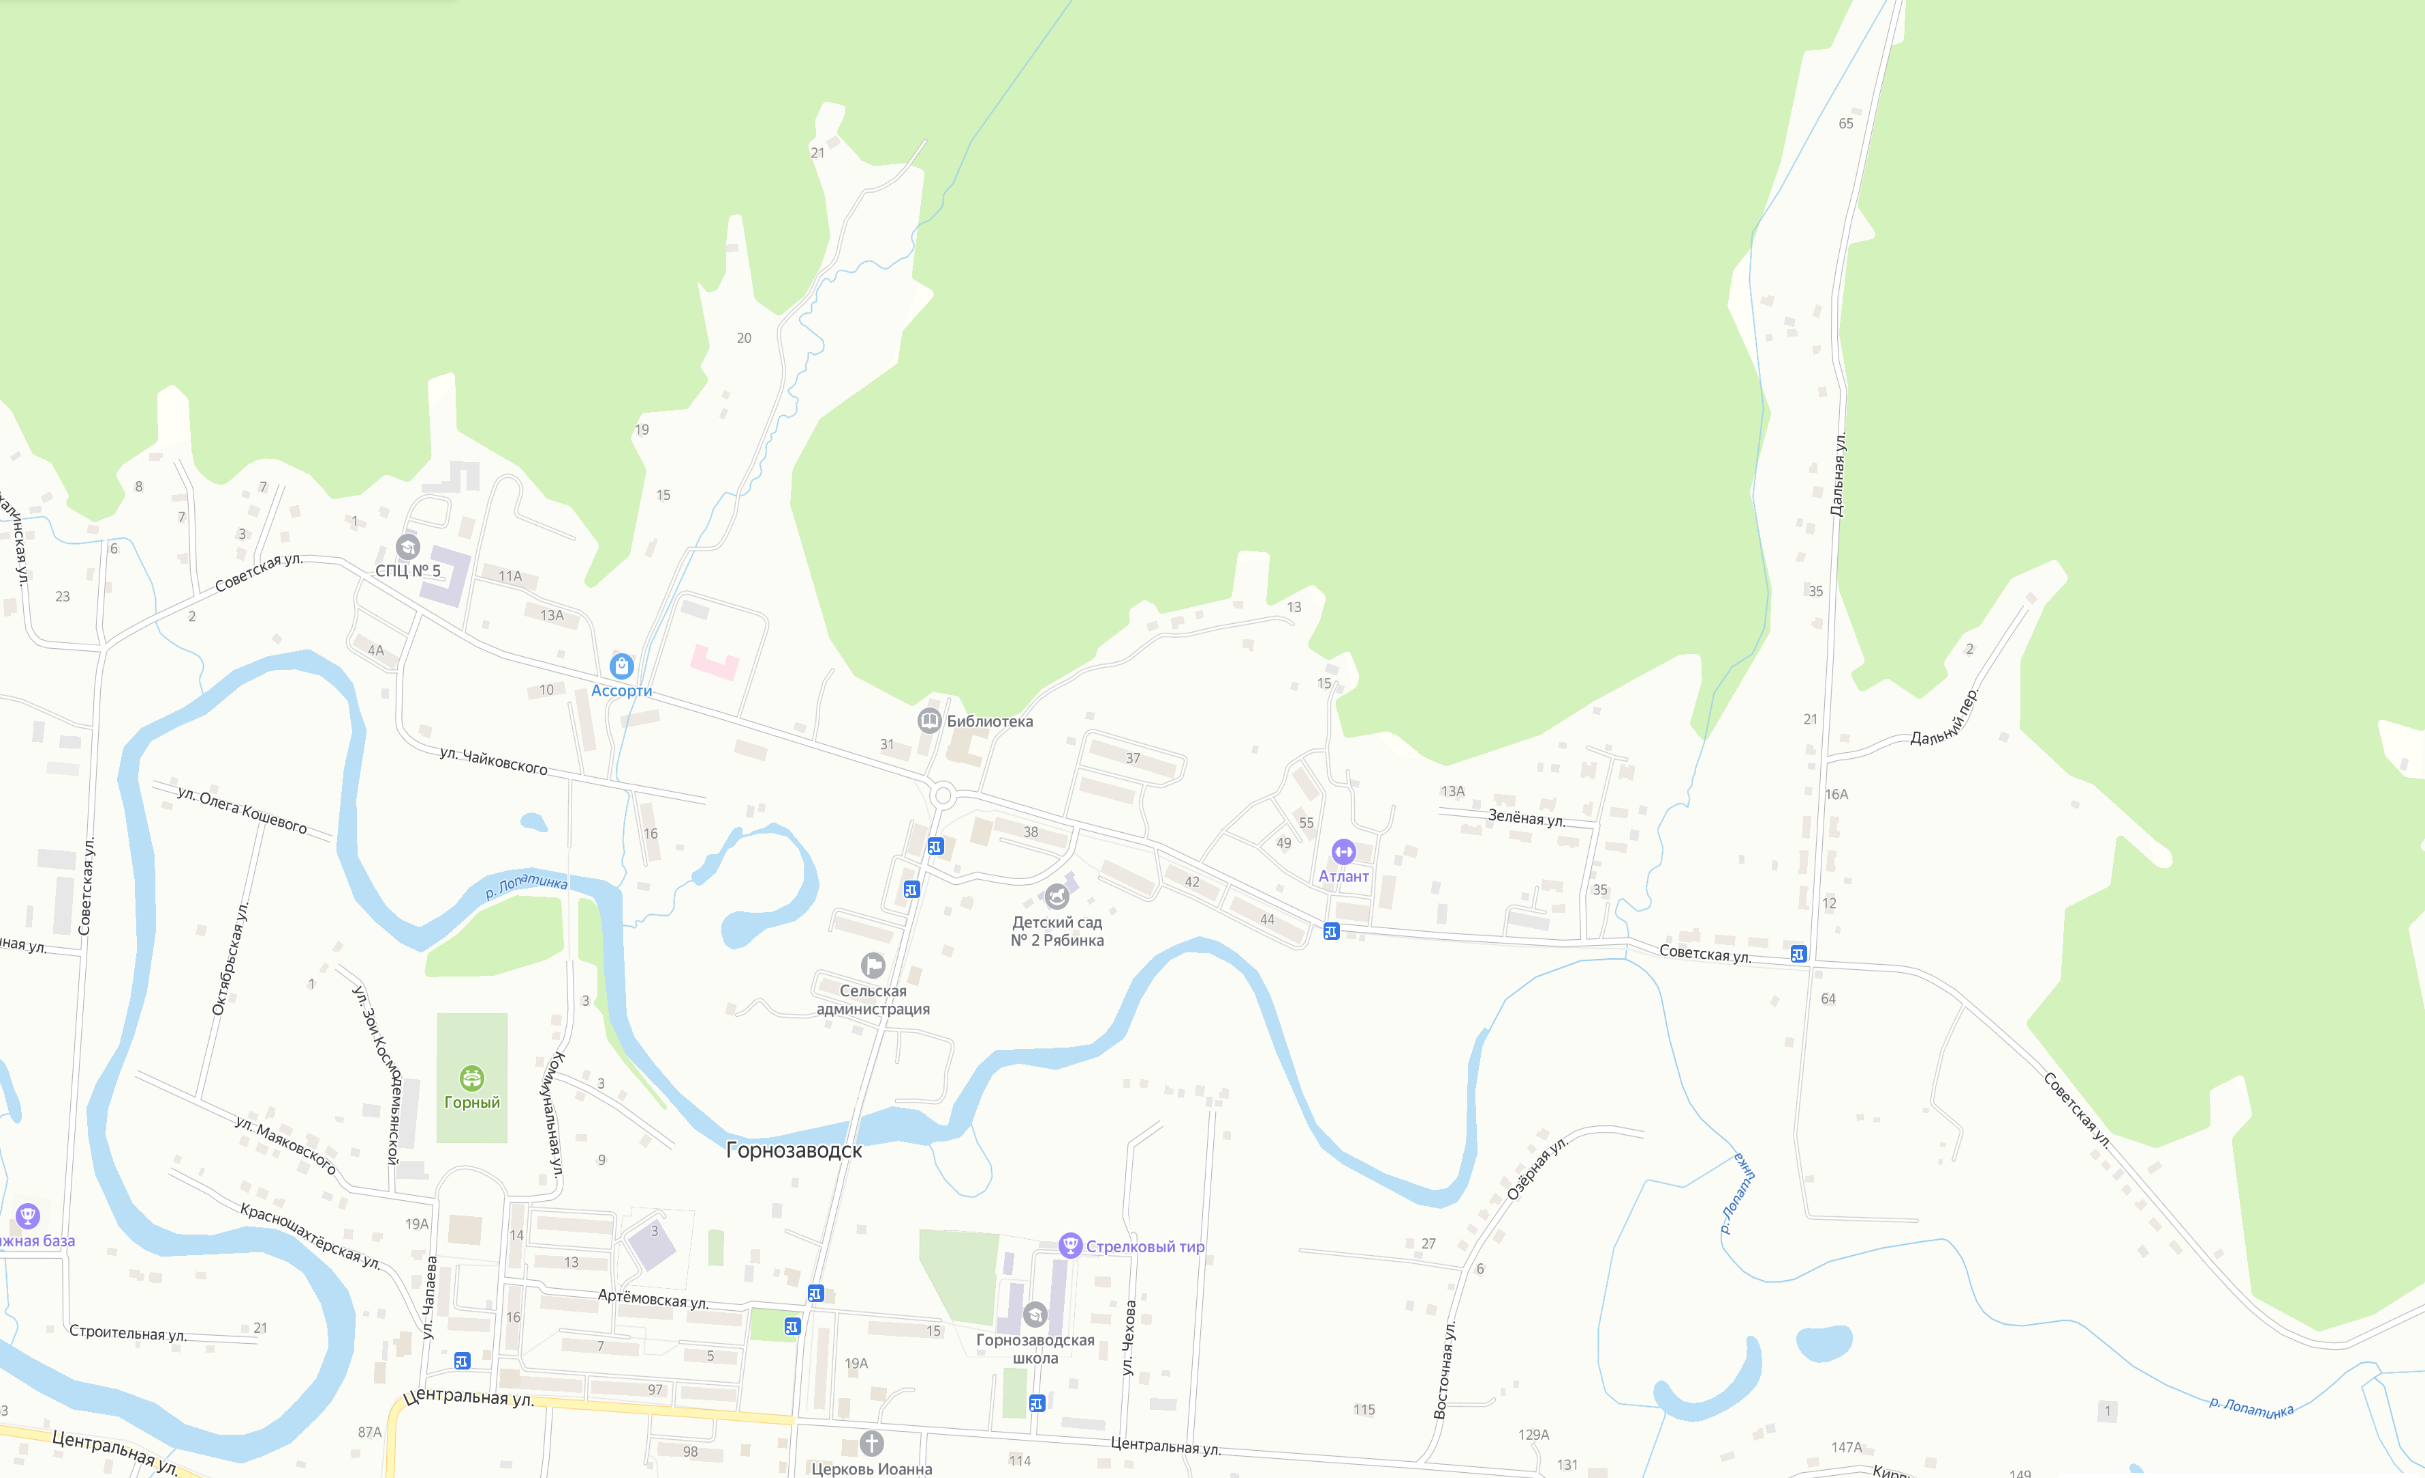 65
21
20
19
15
8
7
7
3
1
6
23
2
Советская ул.
СПЦ № 5
11А
13А
4А
10
Ассорти
Дальная ул.
35
13
15
2
21
Дальний пер.
31
Библиотека
37
ул. Чайковского
ул. Олега Кошевого
16
38
13А
Зелёная ул.
16А
55
49
Атлант
42
44
35
12
р. Лопатинка
Советская ул.
Октябрьская ул.
Детский сад
№ 2 Рябинка
Советская ул.
64
1
3
ул. Зои Космодемьянской
Сельская
администрация
Горный
Коммунальная ул.
3
9
ул. Маяковского
Горнозаводск
Советская ул.
Озёрная ул.
р. Лопатинка
Красношахтёрская ул.
19А
14
13
3
Стрелковый тир
27
6
ул. Чапаева
Артёмовская ул.
16
7
5
15
Горнозаводская
школа
ул. Чехова
Восточная ул.
Строительная ул.
21
19А
97
Центральная ул.
87А
Центральная ул.
98
Церковь Иоанна
114
Центральная ул.
115
129А
131
147А
149
1
р. Лопатинка